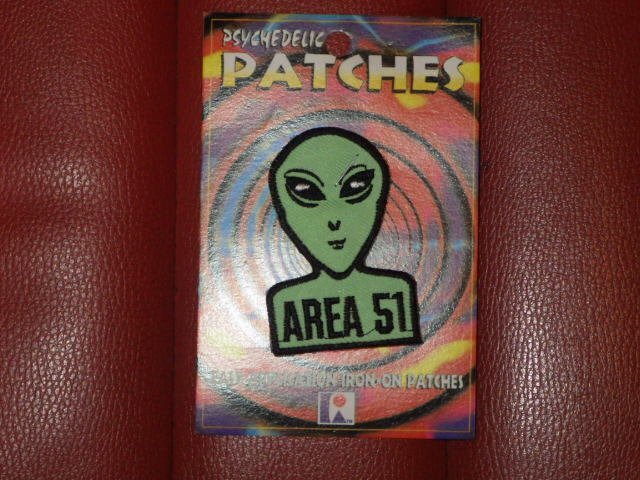 PSYCHEDELIC
PATCHES
AREA 51
IRON-ON PATCHES